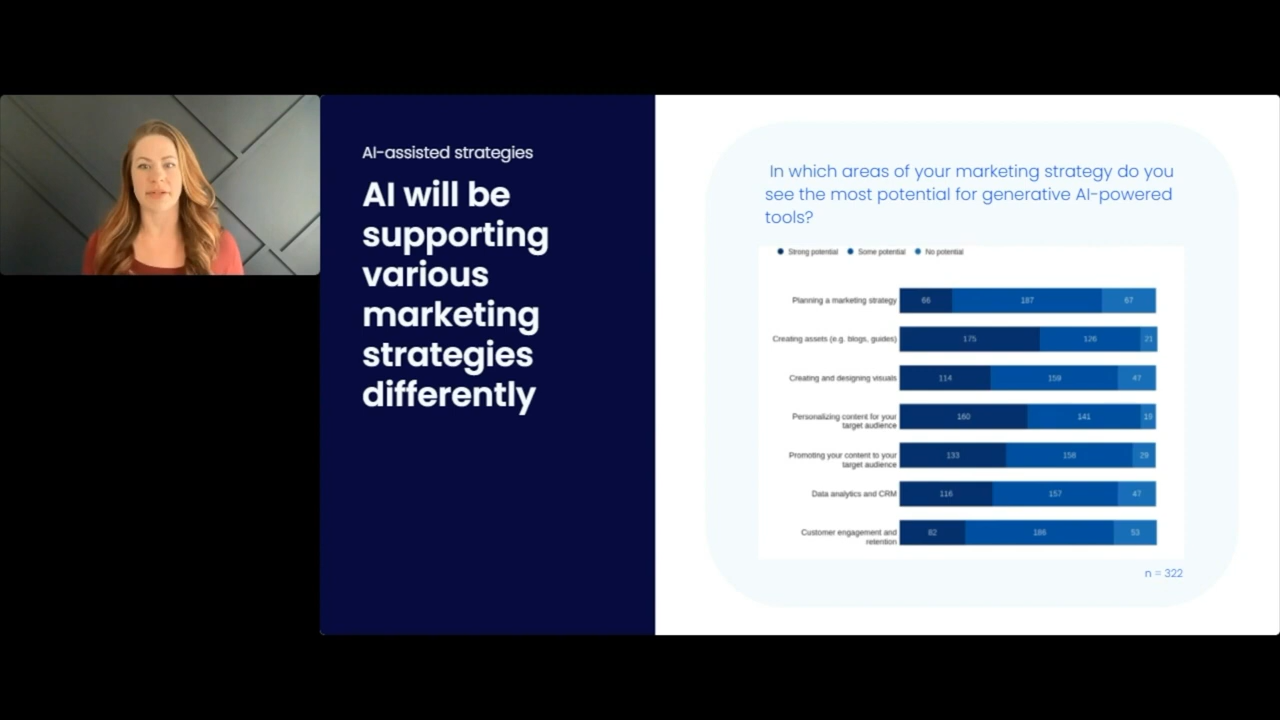 AI-assisted strategies
AI will be
supporting
various
marketing
strategies
differently
In which areas of your marketing strategy do you
see the most potential for generative AI-powered
tools?
Strong potential Some potential No potential
Planning a marketing strategy 66 187 67
Creating assets (e.g. blogs, guides) 175 126 21
Creating and designing visuals 114 159 47
Personalizing content for your
target audience 160 141 19
Promoting your content to your
target audience 133 158 29
Data analytics and CRM 116 157 47
Customer engagement and
retention 82 186 53
n = 322